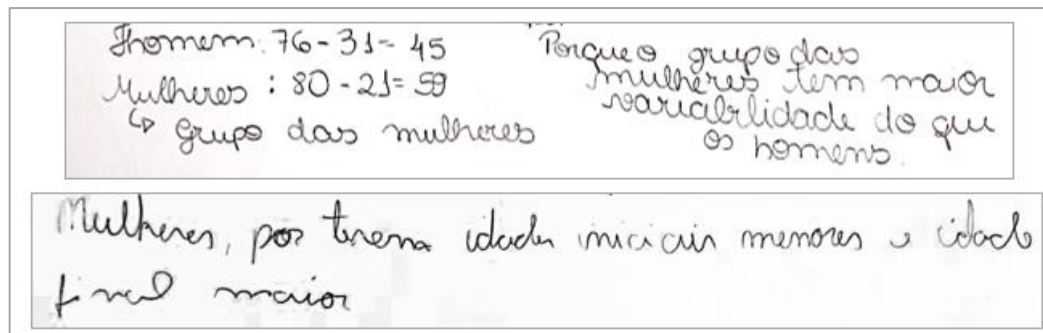 Homem: 76-31= 45
Mulheres: 80-21= 59
↳ Grupo das mulheres
Porque o grupo das
mulheres tem maior
variabilidade do que
os homens.
Mulheres, por terem idades iniciais menores e idade
final maior